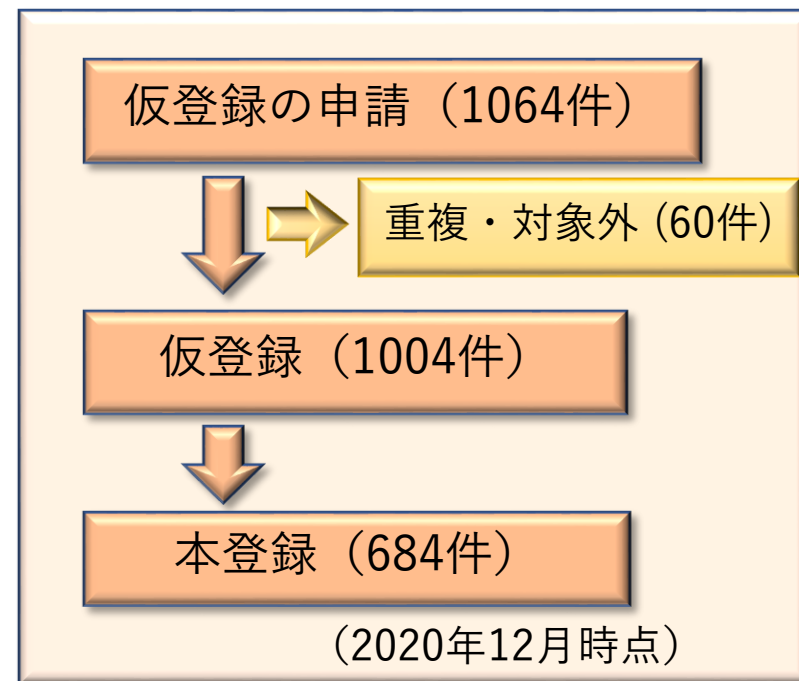 仮登録の申請（1064件）
重複・対象外 (60件)
仮登録（1004件）
本登録（684件）
（2020年12月時点）